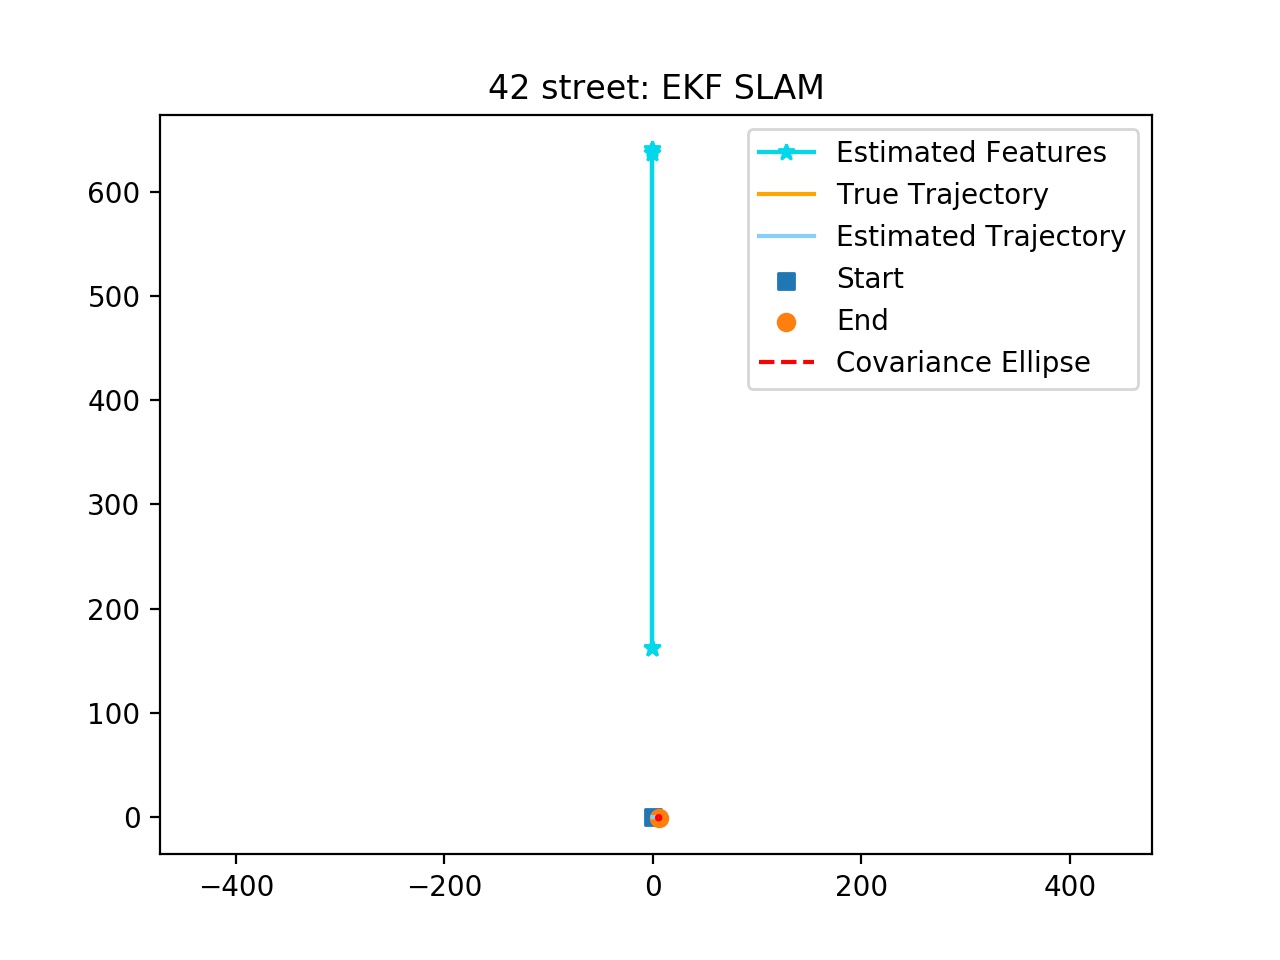 42 street: EKF SLAM
Estimated Features
True Trajectory
Estimated Trajectory
Start
End
Covariance Ellipse
600
500
400
300
200
100
0
−400
−200
0
200
400